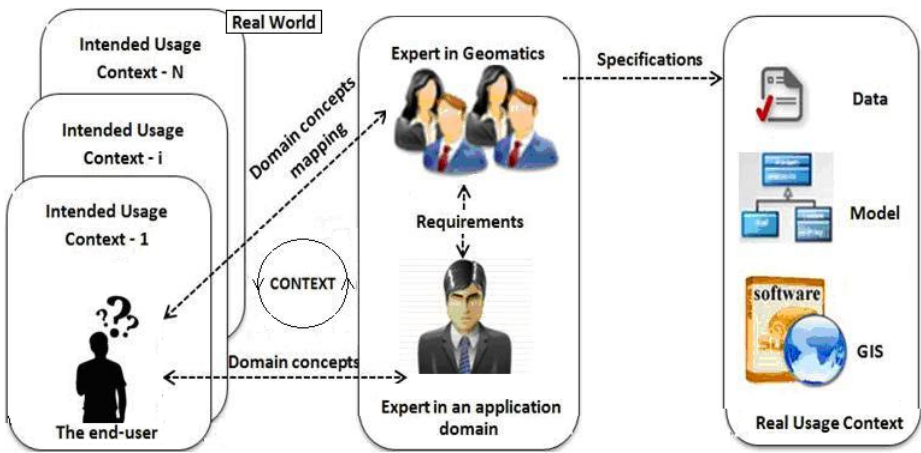 Real World
Intended Usage
Context - N
Intended Usage
Context - i
Intended Usage
Context - 1
The end-user
Domain concepts
mapping
CONTEXT
Domain concepts
Expert in Geomatics
Requirements
Expert in an application
domain
Specifications
Data
Model
software
GIS
Real Usage Context